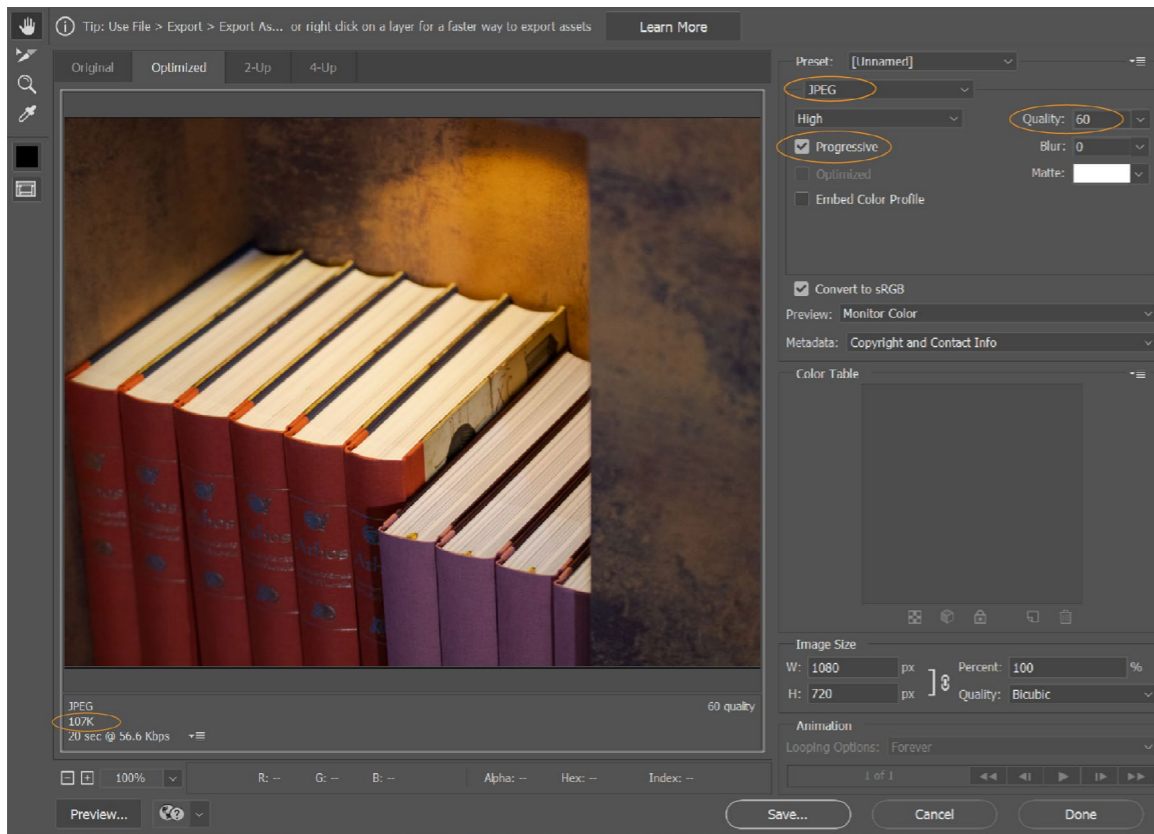 Tip: Use File > Export > Export As... or right click on a layer for a faster way to export assets
Learn More
Original Optimized 2-Up 4-Up
Preset: [Unnamed]
JPEG
High Quality: 60
Progressive Blur: 0
Optimized Matte:
Embed Color Profile
Convert to sRGB
Preview: Monitor Color
Metadata: Copyright and Contact Info
Color Table
Image Size
W: 1080 px Percent: 100 %
H: 720 px Quality: Bicubic
Animation
Looping Options: Forever
1 of 1
Athos
JPEG 60 quality
107K
20 sec @ 56.6 Kbps
100% R: -- G: -- B: -- Alpha: -- Hex: -- Index: --
Preview... Save... Cancel Done